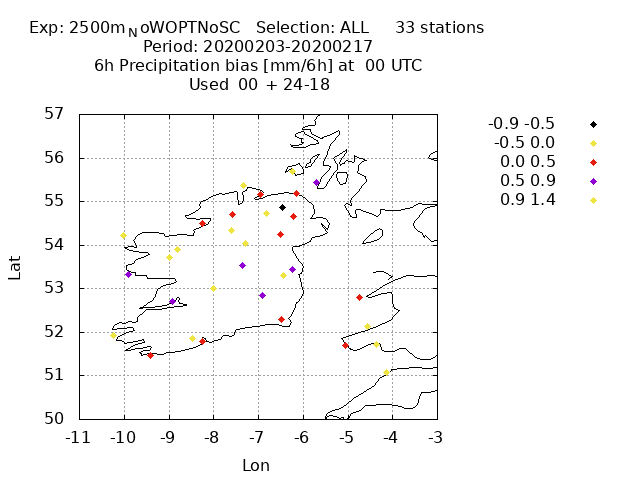 Exp: 2500m_NoWOPTNoSC   Selection: ALL     33 stations
Period: 20200203-20200217
6h Precipitation bias [mm/6h] at  00 UTC
Used  00 + 24-18
-0.9 -0.5
-0.5 0.0
0.0 0.5
0.5 0.9
0.9 1.4
57
56
55
54
53
52
51
50
-11 -10 -9 -8 -7 -6 -5 -4 -3
Lat
Lon